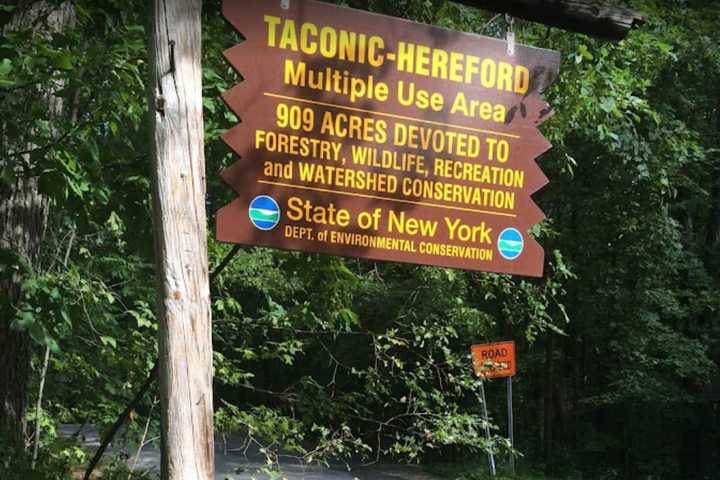 TACONIC-HEREFORD
Multiple Use Area
909 ACRES DEVOTED TO
FORESTRY, WILDLIFE, RECREATION
and WATERSHED CONSERVATION
State of New York
DEPT. of ENVIRONMENTAL CONSERVATION
ROAD